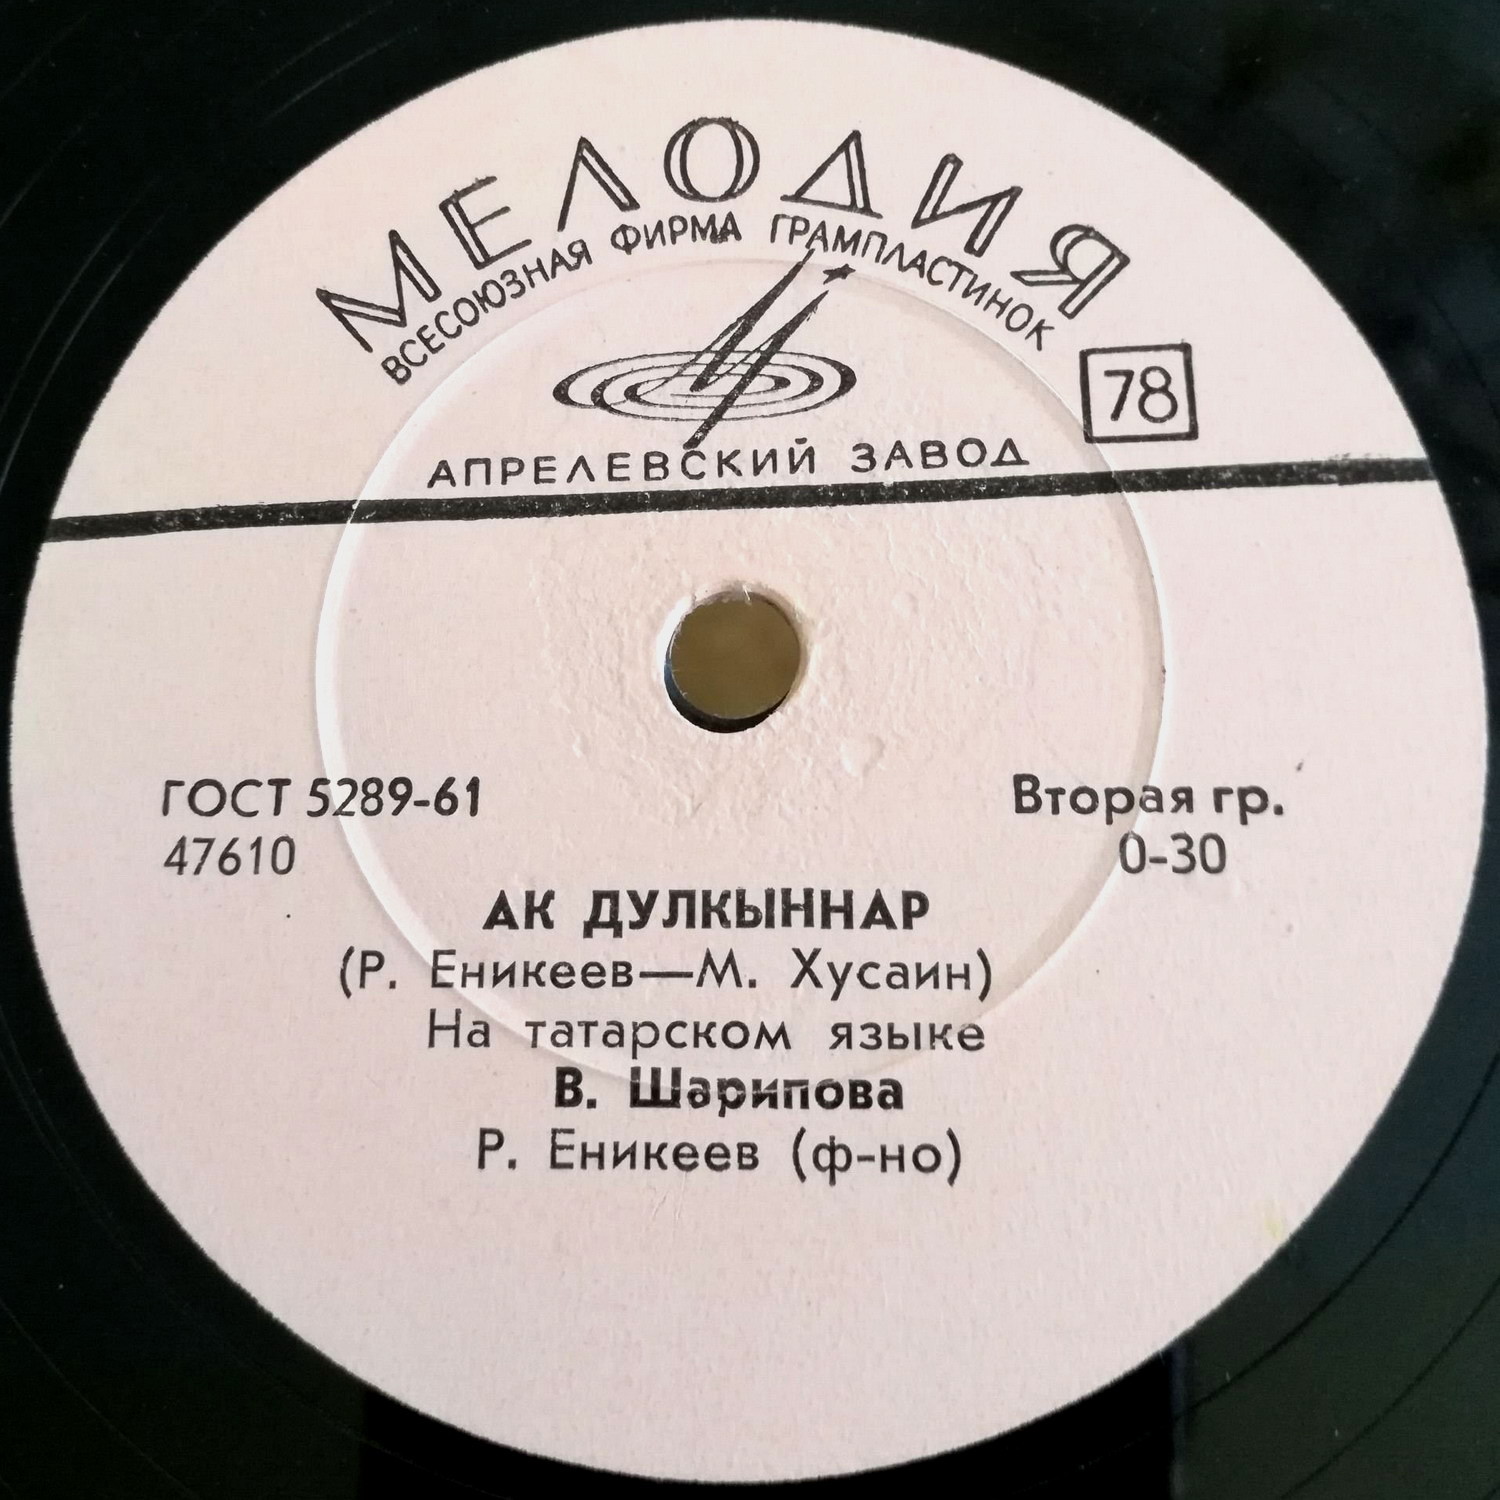 МЕЛОДИЯ
ВСЕСОЮЗНАЯ ФИРМА ГРАМПЛАСТИНОК
78
АПРЕЛЕВСКИЙ ЗАВОД
ГОСТ 5289-61
Вторая гр.
47610
0-30
АК ДУЛКЫННАР
(Р. Еникеев—М. Хусаин)
На татарском языке
В. Шарипова
Р. Еникеев (ф-но)